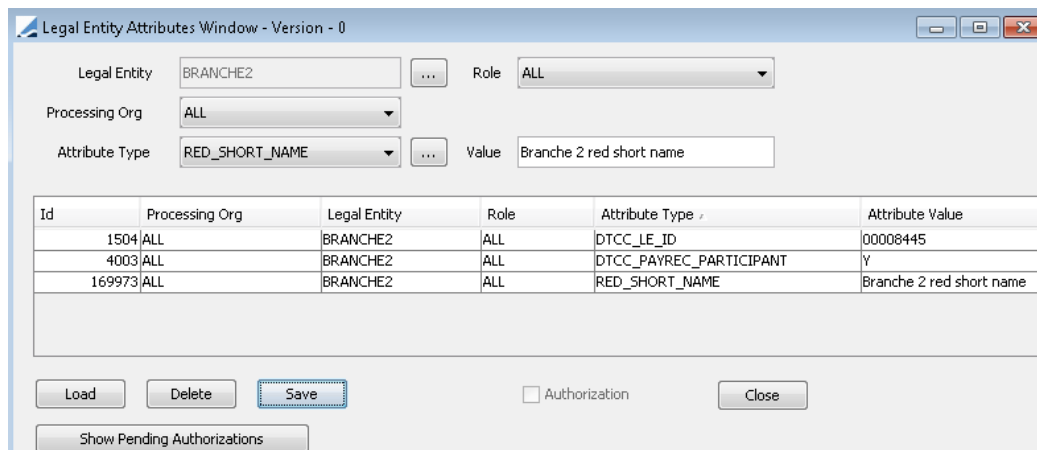 Legal Entity Attributes Window - Version - 0
Legal Entity BRANCHE2 ... Role ALL
Processing Org ALL
Attribute Type RED_SHORT_NAME ... Value Branche 2 red short name
Id Processing Org Legal Entity Role Attribute Type Attribute Value
1504 ALL BRANCHE2 ALL DTCC_LE_ID 00008445
4003 ALL BRANCHE2 ALL DTCC_PAYREC_PARTICIPANT Y
169973 ALL BRANCHE2 ALL RED_SHORT_NAME Branche 2 red short name
Load Delete Save Authorization Close
Show Pending Authorizations